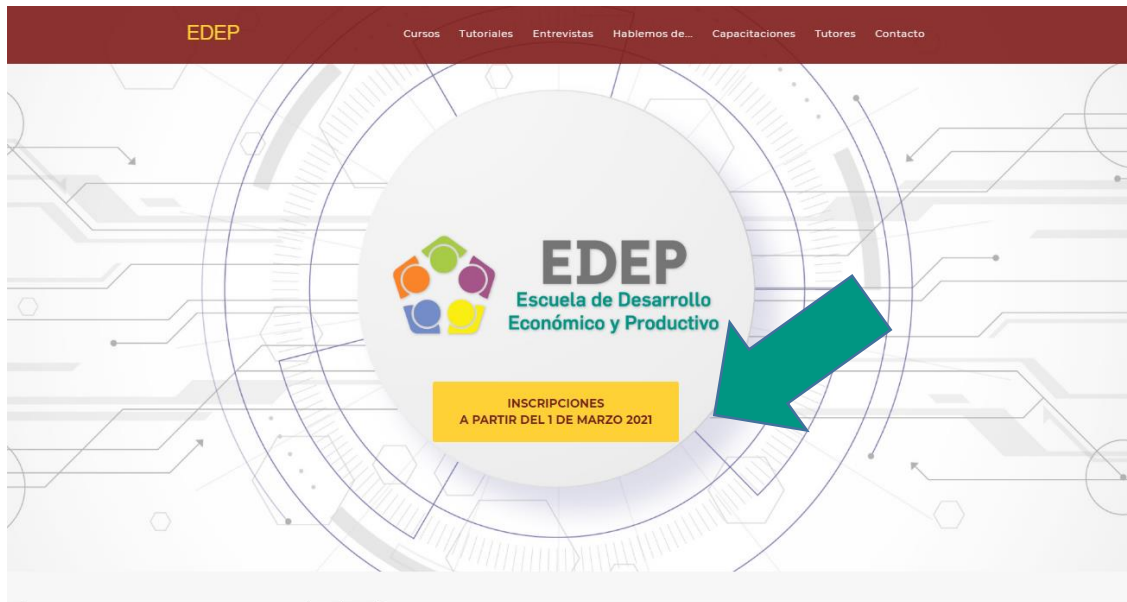 EDEP
Cursos Tutoriales Entrevistas Hablemos de... Capacitaciones Tutores Contacto
EDEP
Escuela de Desarrollo
Económico y Productivo
INSCRIPCIONES
A PARTIR DEL 1 DE MARZO 2021